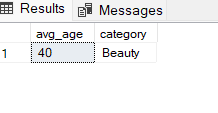 Results Messages
avg_age category
1 40 Beauty